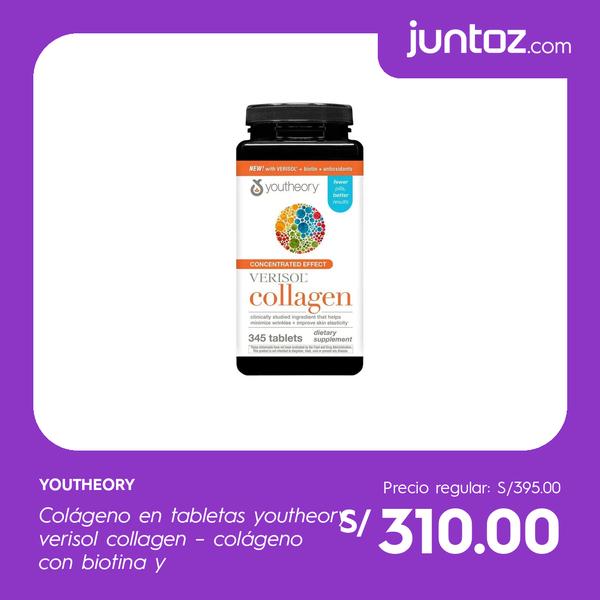 juntoz.com
NEW! with VERISOL® + biotin + antioxidants
youtheory
fewer
pills,
better
results
CONCENTRATED EFFECT
VERISOL®
collagen
clinically studied ingredient that helps
minimize wrinkles + improve skin elasticity
345 tablets
dietary
supplement
YOUTHEORY
Colágeno en tabletas youtheory
verisol collagen - colágeno
con biotina y
Precio regular: S/395.00
S/ 310.00